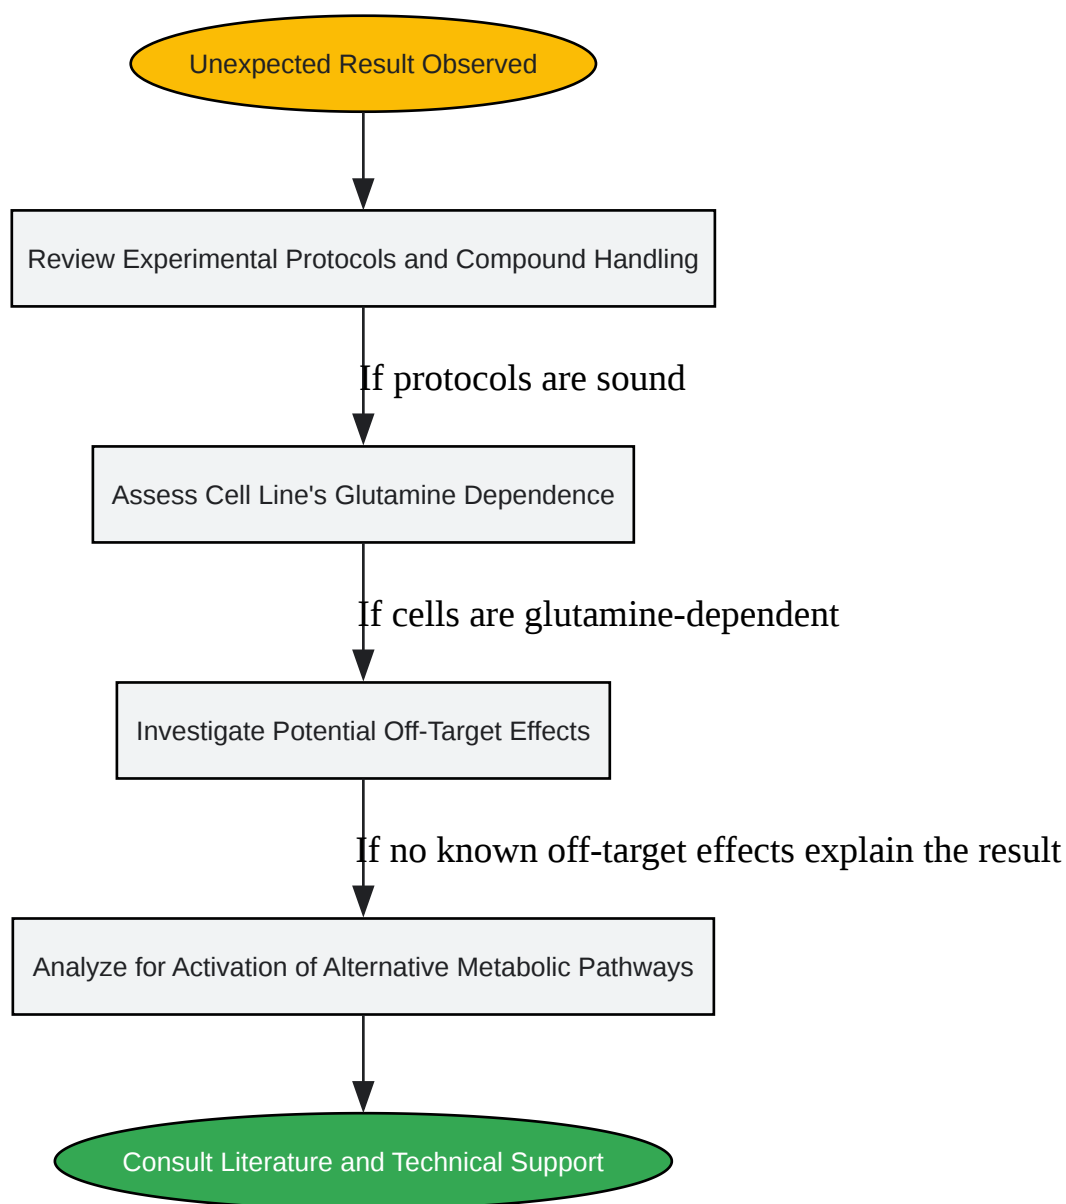 Unexpected Result Observed
Review Experimental Protocols and Compound Handling
If protocols are sound
Assess Cell Line's Glutamine Dependence
If cells are glutamine-dependent
Investigate Potential Off-Target Effects
If no known off-target effects explain the result
Analyze for Activation of Alternative Metabolic Pathways
Consult Literature and Technical Support